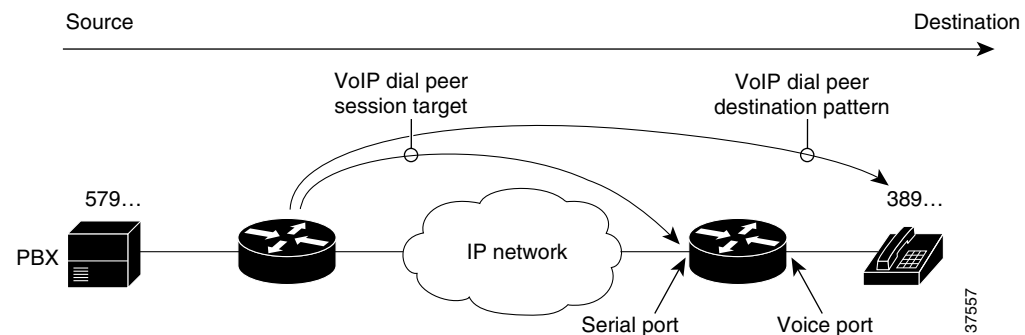 Source
Destination
VoIP dial peer
session target
VoIP dial peer
destination pattern
579...
389...
PBX
IP network
Serial port
Voice port
37557